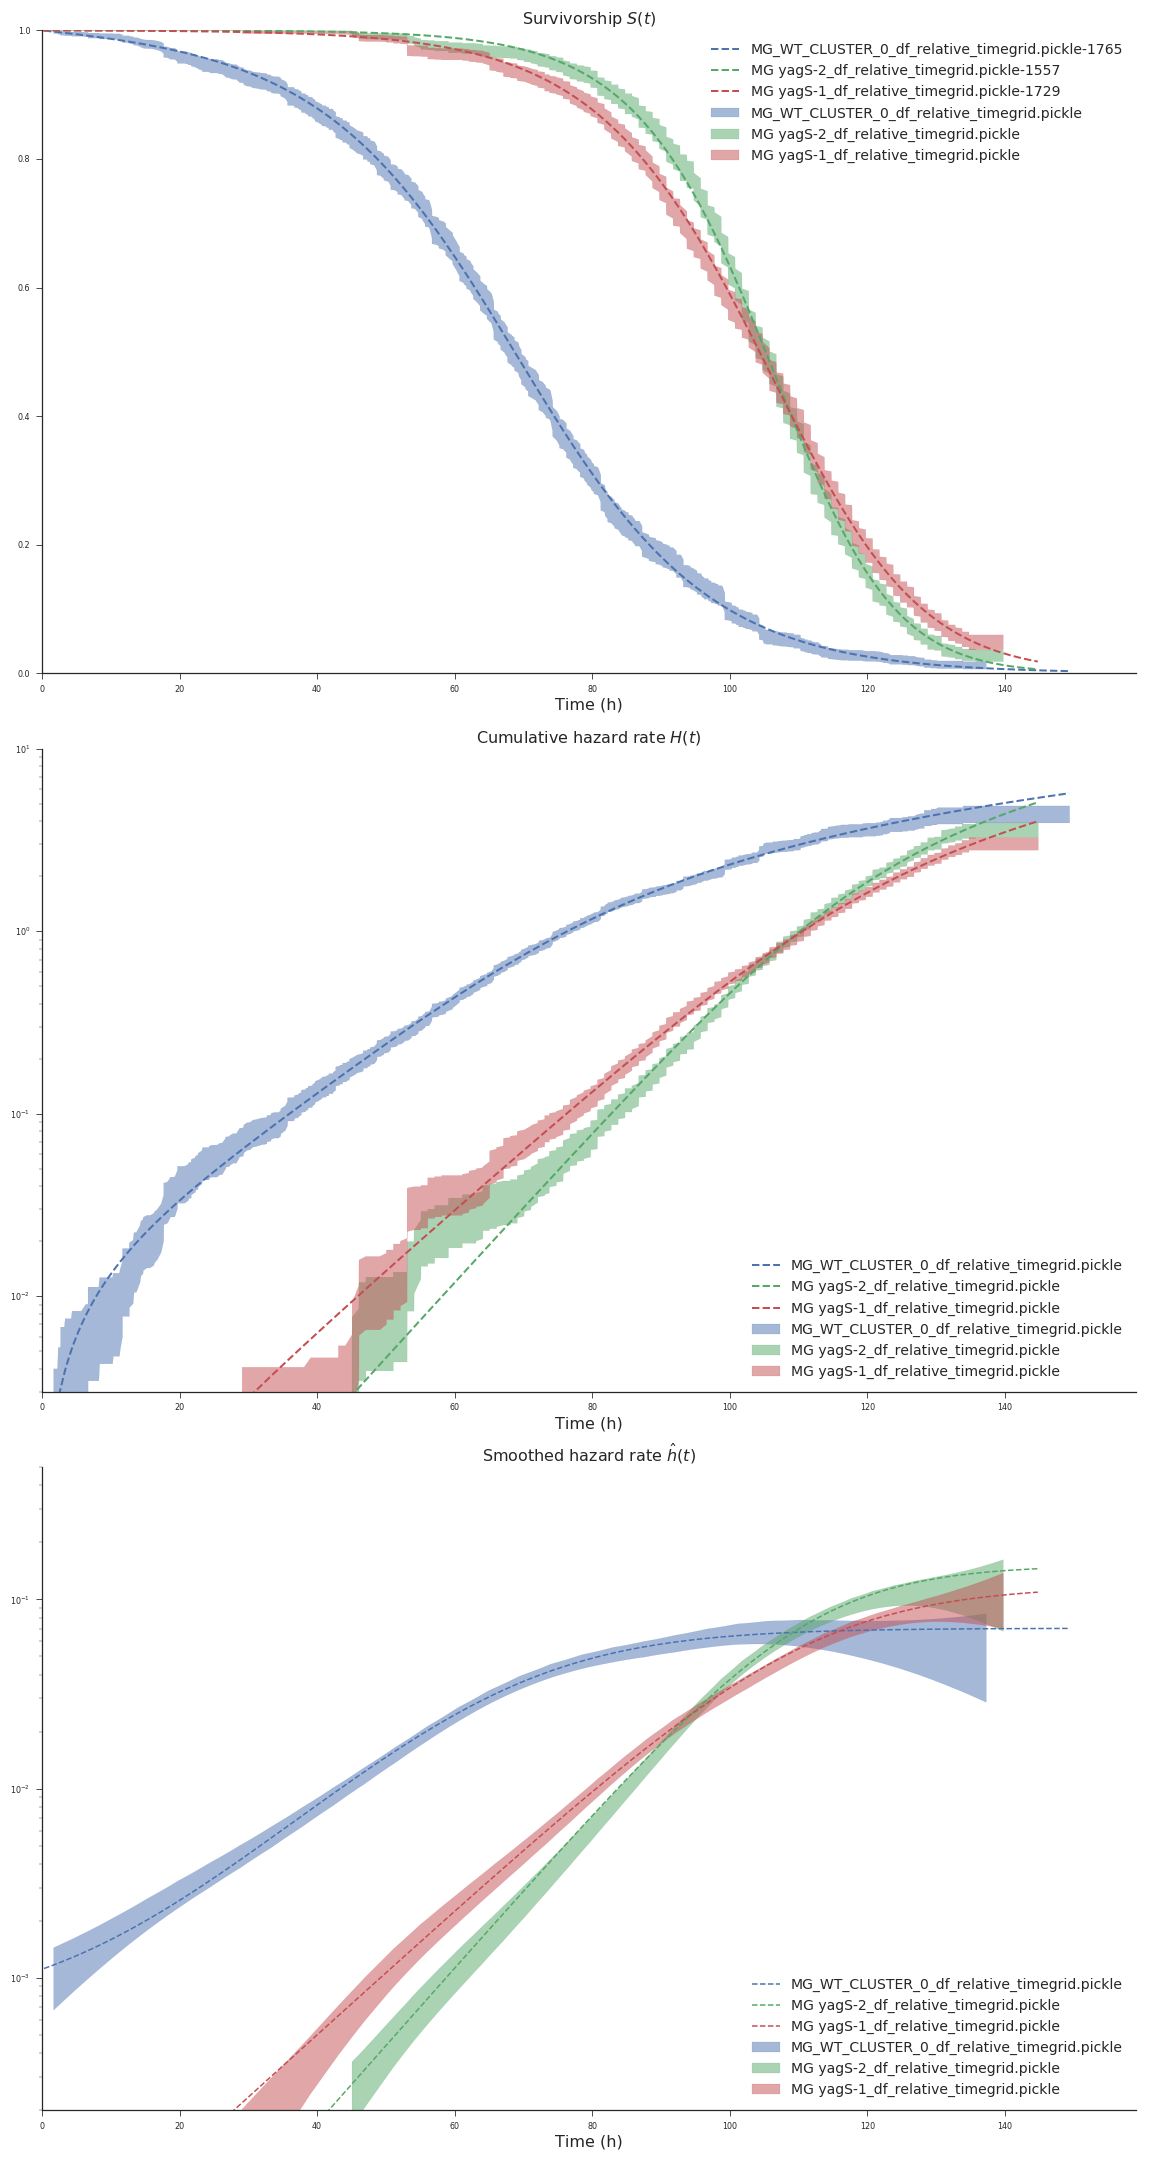 Survivorship S(t)
MG_WT_CLUSTER_0_df_relative_timegrid.pickle-1765
MG yagS-2_df_relative_timegrid.pickle-1557
MG yagS-1_df_relative_timegrid.pickle-1729
MG_WT_CLUSTER_0_df_relative_timegrid.pickle
MG yagS-2_df_relative_timegrid.pickle
MG yagS-1_df_relative_timegrid.pickle
1.0
0.8
0.6
0.4
0.2
0.0
0 20 40 60 80 100 120 140
Time (h)
Cumulative hazard rate H(t)
10¹
10⁰
10⁻¹
10⁻²
MG_WT_CLUSTER_0_df_relative_timegrid.pickle
MG yagS-2_df_relative_timegrid.pickle
MG yagS-1_df_relative_timegrid.pickle
MG_WT_CLUSTER_0_df_relative_timegrid.pickle
MG yagS-2_df_relative_timegrid.pickle
MG yagS-1_df_relative_timegrid.pickle
0 20 40 60 80 100 120 140
Time (h)
Smoothed hazard rate ĥ(t)
10⁻¹
10⁻²
10⁻³
MG_WT_CLUSTER_0_df_relative_timegrid.pickle
MG yagS-2_df_relative_timegrid.pickle
MG yagS-1_df_relative_timegrid.pickle
MG_WT_CLUSTER_0_df_relative_timegrid.pickle
MG yagS-2_df_relative_timegrid.pickle
MG yagS-1_df_relative_timegrid.pickle
0 20 40 60 80 100 120 140
Time (h)